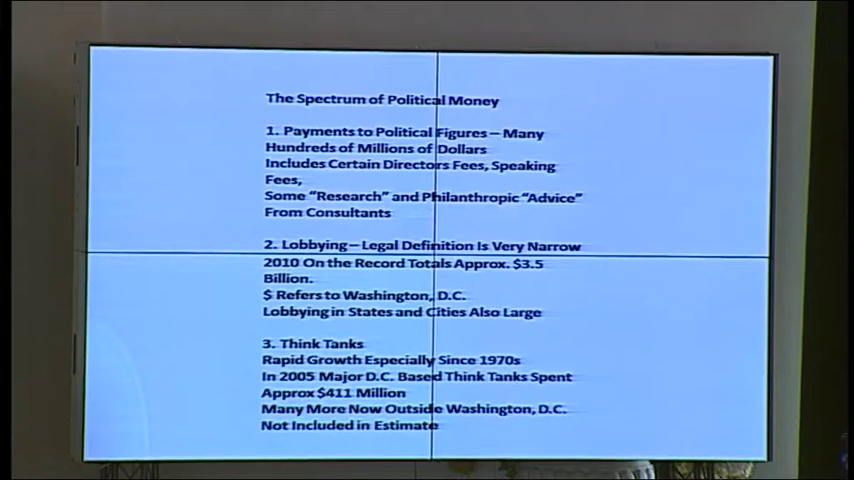 The Spectrum of Political Money
1. Payments to Political Figures – Many
Hundreds of Millions of Dollars
Includes Certain Directors Fees, Speaking
Fees,
Some “Research” and Philanthropic “Advice”
From Consultants
2. Lobbying – Legal Definition Is Very Narrow
2010 On the Record Totals Approx. $3.5
Billion.
$ Refers to Washington, D.C.
Lobbying in States and Cities Also Large
3. Think Tanks
Rapid Growth Especially Since 1970s
In 2005 Major D.C. Based Think Tanks Spent
Approx $411 Million
Many More Now Outside Washington, D.C.
Not Included in Estimate